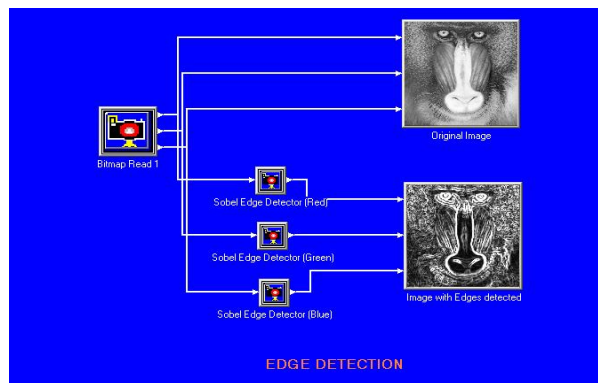 Original Image
Bitmap Read 1
Sobel Edge Detector (Red)
Sobel Edge Detector (Green)
Image with Edges detected
Sobel Edge Detector (Blue)
EDGE DETECTION